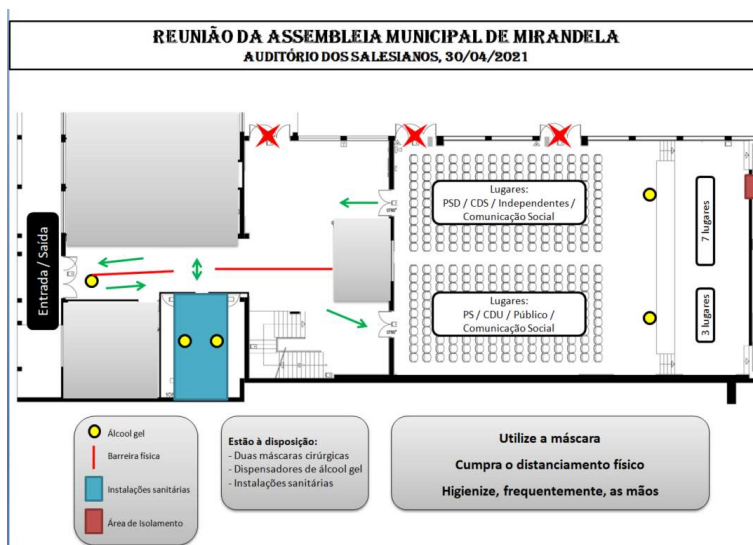 REUNIÃO DA ASSEMBLEIA MUNICIPAL DE MIRANDELA
AUDITÓRIO DOS SALESIANOS, 30/04/2021
Entrada / Saída
Lugares:
PSD / CDS / Independentes /
Comunicação Social
Lugares:
PS / CDU / Público /
Comunicação Social
7 lugares
3 lugares
Álcool gel
Barreira física
Instalações sanitárias
Área de Isolamento
Estão à disposição:
- Duas máscaras cirúrgicas
- Dispensadores de álcool gel
- Instalações sanitárias
Utilize a máscara
Cumpra o distanciamento físico
Higienize, frequentemente, as mãos